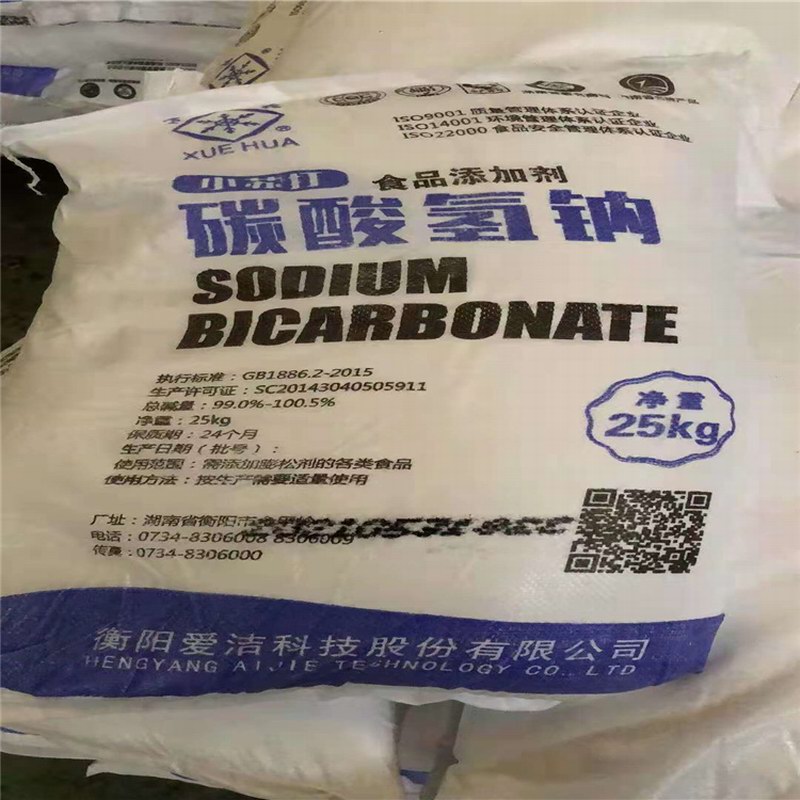 XUE HUA
ISO9001 质量管理体系认证企业
ISO14001 环境管理体系认证企业
ISO22000 食品安全管理体系认证企业
小苏打 食品添加剂
碳酸氢钠
SODIUM
BICARBONATE
执行标准:GB1886.2-2015
生产许可证:SC20143040505911
总碱量:99.0%-100.5%
净重:25kg
保质期:24个月
生产日期(批号):
使用范围:需添加膨松剂的各类食品
使用方法:按生产需要适量使用
净重
25kg
厂址:湖南省衡阳市
电话:0734-8306008 8306009
传真:0734-8306000
衡阳爱洁科技股份有限公司
HENGYANG AIJIE TECHNOLOGY CO., LTD